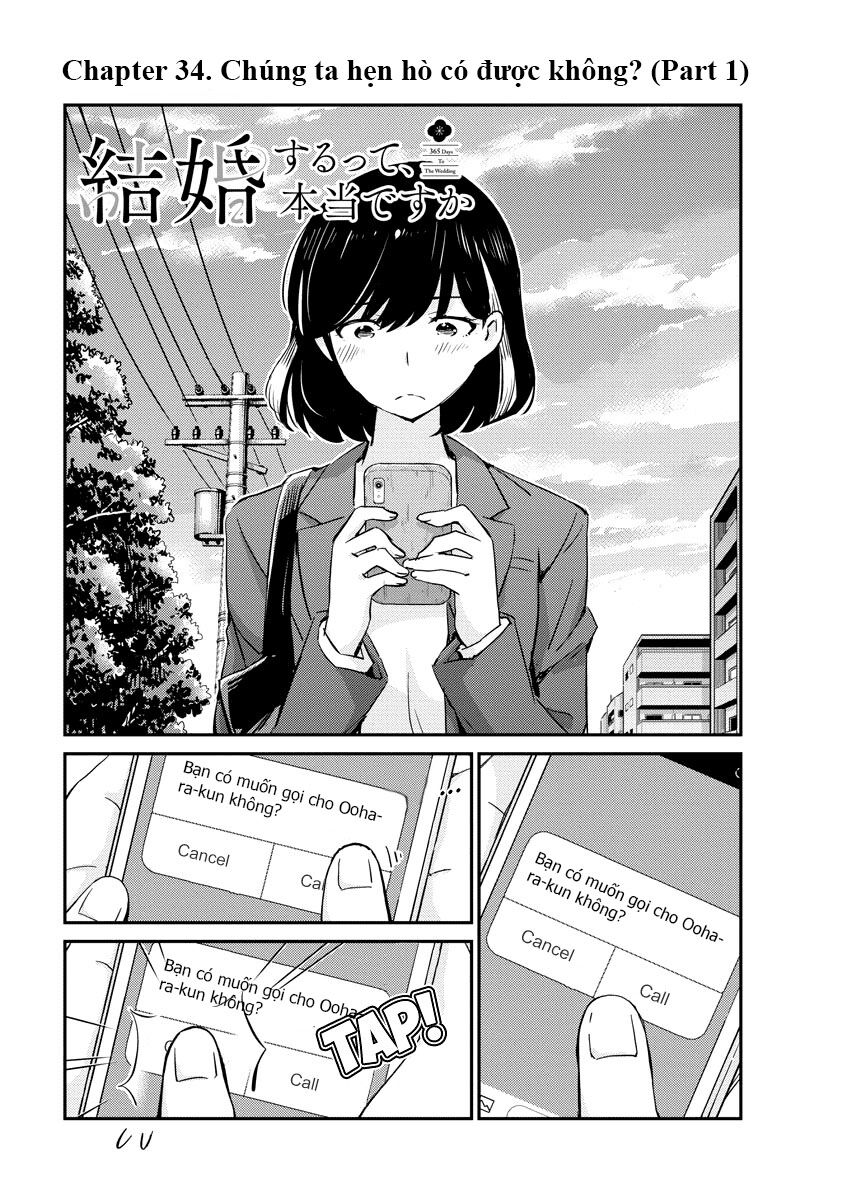 Chapter 34. Chúng ta hẹn hò có được không? (Part 1)
結婚するって、
本当ですか
365 Days
To
The Wedding
Bạn có muốn gọi cho Ooha-
ra-kun không?
Cancel
Call
Bạn có muốn gọi cho Ooha-
ra-kun không?
Cancel
Ca
Bạn có muốn gọi cho Ooha-
ra-kun không?
Call
TAP!